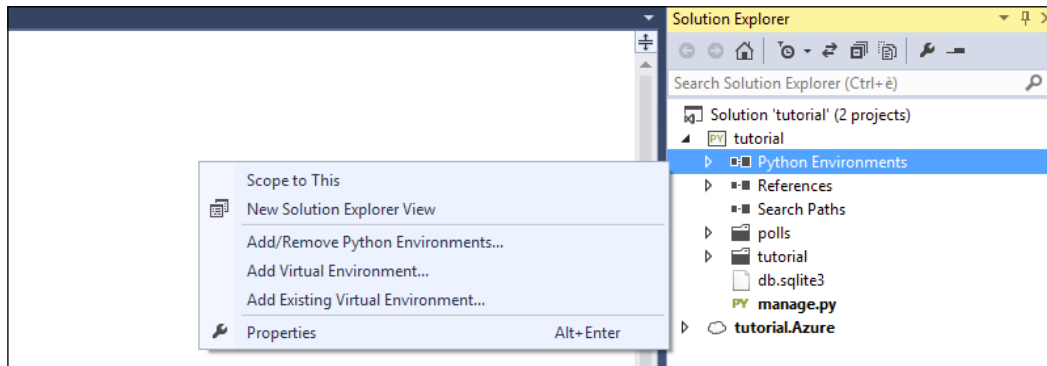 Solution Explorer
Search Solution Explorer (Ctrl+è)
Solution 'tutorial' (2 projects)
PY tutorial
Python Environments
References
Search Paths
polls
tutorial
db.sqlite3
PY manage.py
tutorial.Azure
Scope to This
New Solution Explorer View
Add/Remove Python Environments...
Add Virtual Environment...
Add Existing Virtual Environment...
Properties Alt+Enter